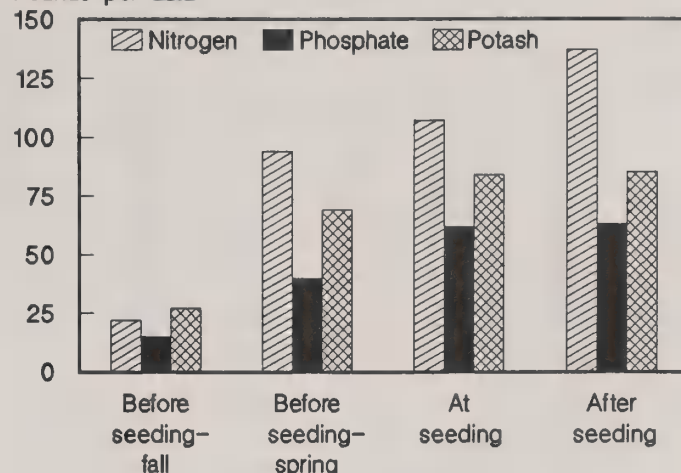 150
Nitrogen Phosphate Potash
125
100
75
50
25
0
Before seeding– fall
Before seeding– spring
At seeding
After seeding